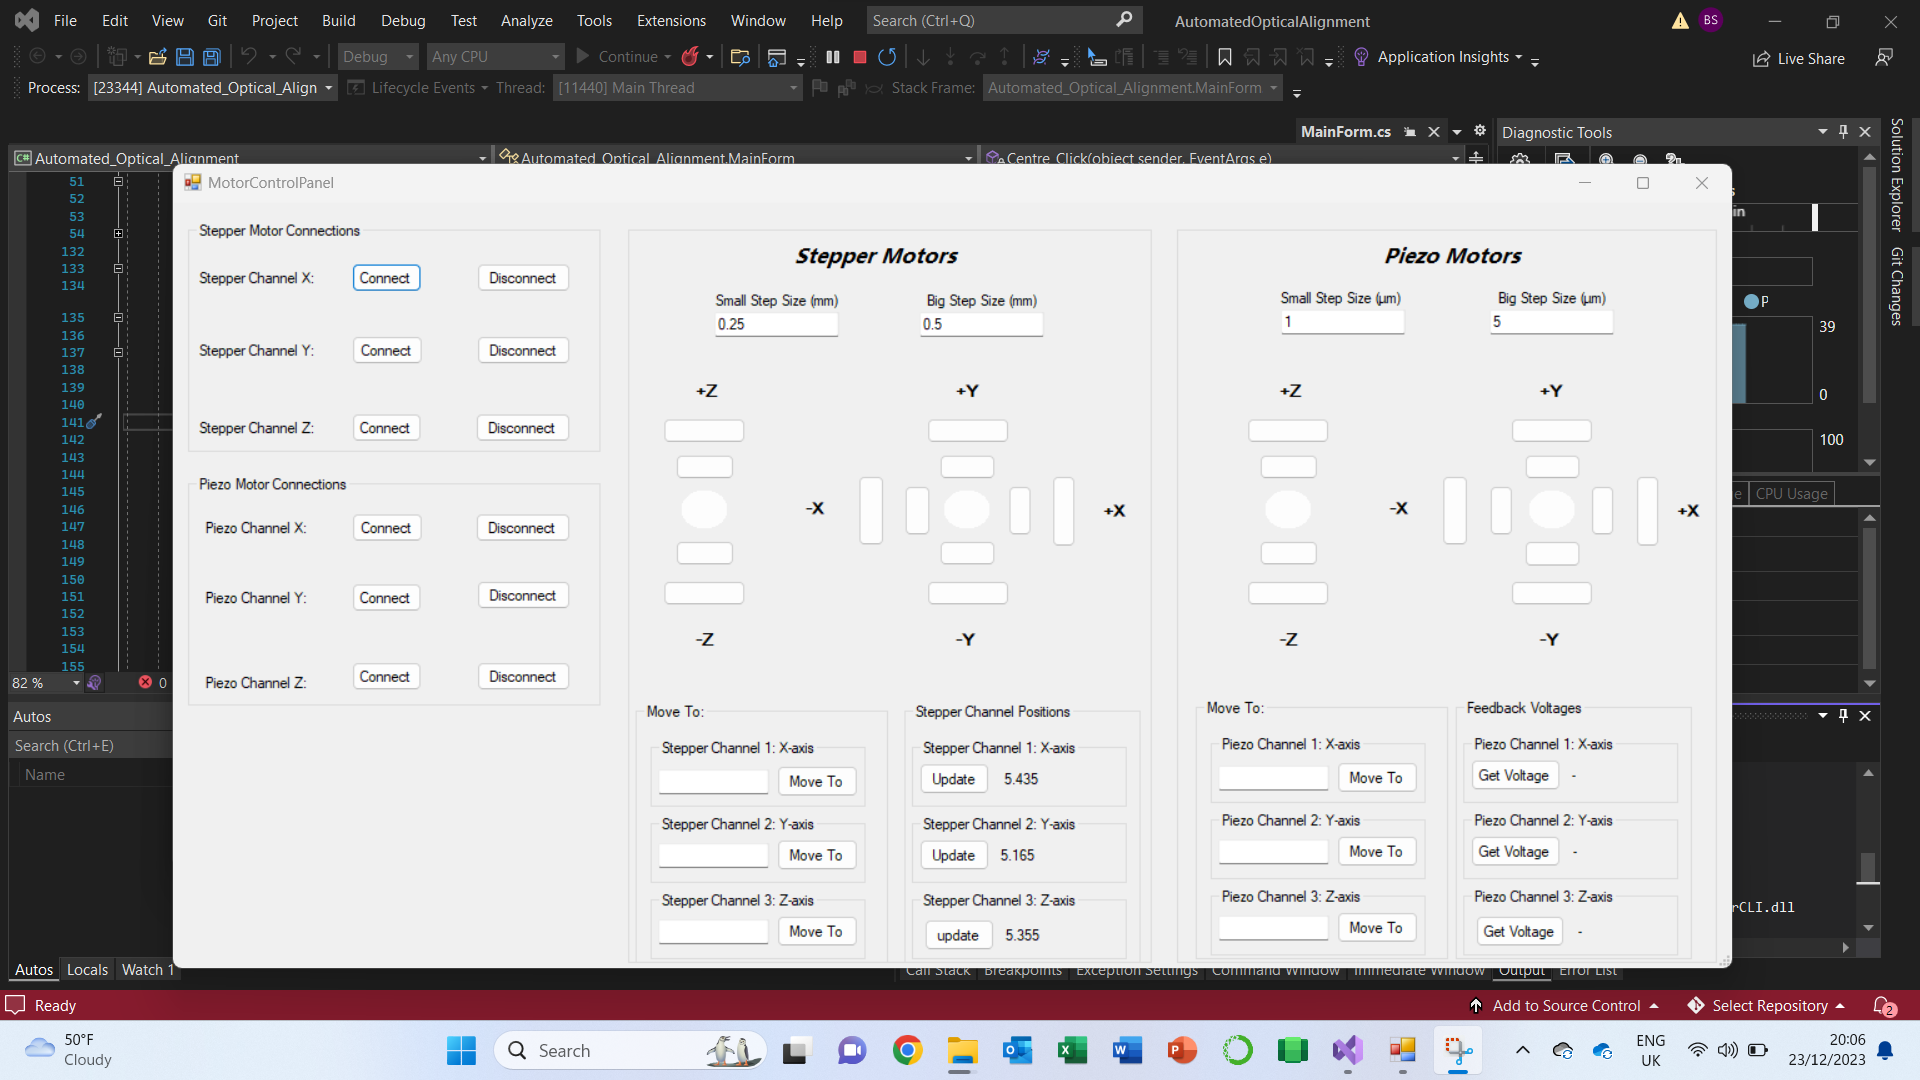 File Edit View Git Project Build Debug Test Analyze Tools Extensions Window Help Search (Ctrl+Q) AutomatedOpticalAlignment BS
Debug Any CPU Continue Application Insights Live Share
Process: [23344] Automated_Optical_Align Lifecycle Events Thread: [11440] Main Thread Stack Frame: Automated_Optical_Alignment.MainForm
MainForm.cs Diagnostic Tools
C# Automated_Optical_Alignment Automated_Optical_Alignment.MainForm Centre_Click(object sender, EventArgs e)
Solution Explorer
Git Changes
51
52
53
54
132
133
134
135
136
137
138
139
140
141
142
143
144
145
146
147
148
149
150
151
152
153
154
155
82 % 0
MotorControlPanel
Stepper Motor Connections
Stepper Channel X: Connect Disconnect
Stepper Channel Y: Connect Disconnect
Stepper Channel Z: Connect Disconnect
Piezo Motor Connections
Piezo Channel X: Connect Disconnect
Piezo Channel Y: Connect Disconnect
Piezo Channel Z: Connect Disconnect
Stepper Motors
Small Step Size (mm) Big Step Size (mm)
0.25 0.5
+Z +Y
-X +X
-Z -Y
Move To:
Stepper Channel 1: X-axis
Move To
Stepper Channel 2: Y-axis
Move To
Stepper Channel 3: Z-axis
Move To
Stepper Channel Positions
Stepper Channel 1: X-axis
Update 5.435
Stepper Channel 2: Y-axis
Update 5.165
Stepper Channel 3: Z-axis
update 5.355
Piezo Motors
Small Step Size (µm) Big Step Size (µm)
1 5
+Z +Y
-X +X
-Z -Y
Move To:
Piezo Channel 1: X-axis
Move To
Piezo Channel 2: Y-axis
Move To
Piezo Channel 3: Z-axis
Move To
Feedback Voltages
Piezo Channel 1: X-axis
Get Voltage -
Piezo Channel 2: Y-axis
Get Voltage -
Piezo Channel 3: Z-axis
Get Voltage -
P
39
0
100
CPU Usage
rCLI.dll
Autos
Search (Ctrl+E)
Name
Autos Locals Watch 1 Call Stack Breakpoints Exception Settings Command Window Immediate Window Output Error List
Ready Add to Source Control Select Repository 2
50°F
Cloudy
Search
ENG
UK
20:06
23/12/2023